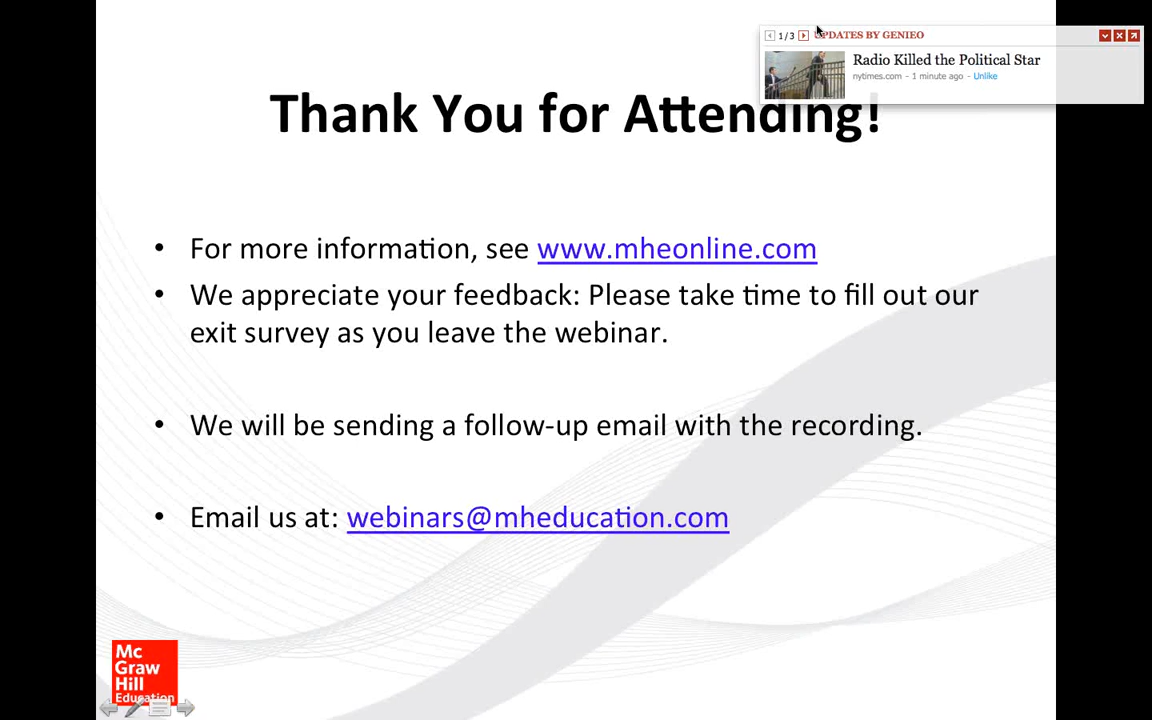 1/3 UPDATES BY GENIEO
Radio Killed the Political Star
nytimes.com - 1 minute ago - Unlike
Thank You for Attending!
• For more information, see www.mheonline.com
• We appreciate your feedback: Please take time to fill out our
exit survey as you leave the webinar.
• We will be sending a follow-up email with the recording.
• Email us at: webinars@mheducation.com
Mc
Graw
Hill
Education